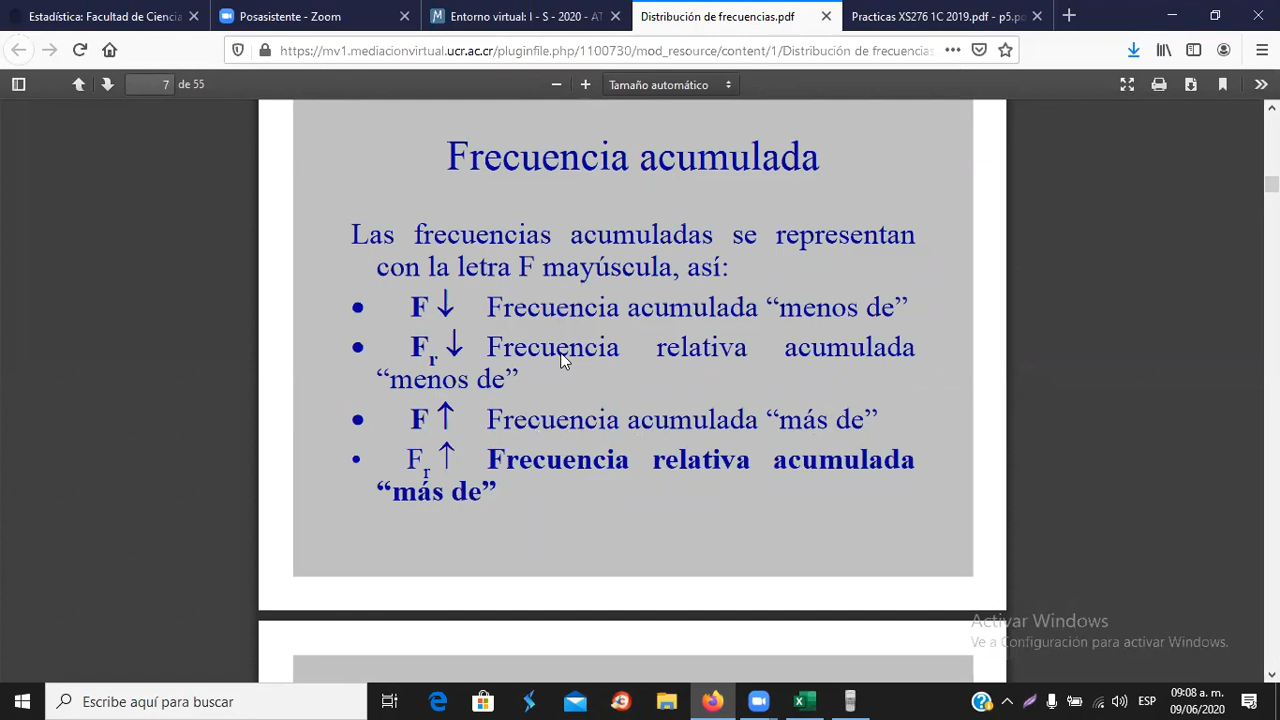 Estadística: Facultad de Ciencia
Posasistente - Zoom
Entorno virtual: I - S - 2020 - AT
Distribución de frecuencias.pdf
Practicas XS276 1C 2019.pdf - p5.po
https://mv1.mediacionvirtual.ucr.ac.cr/pluginfile.php/1100730/mod_resource/content/1/Distribución de frecuencias
7 de 55
Tamaño automático
Frecuencia acumulada
Las frecuencias acumuladas se representan
con la letra F mayúscula, así:
• F ↓ Frecuencia acumulada “menos de”
• Fr ↓ Frecuencia relativa acumulada
“menos de”
• F ↑ Frecuencia acumulada “más de”
• Fr ↑ Frecuencia relativa acumulada
“más de”
Activar Windows
Ve a Configuración para activar Windows.
Escribe aquí para buscar
ESP
09:08 a. m.
09/06/2020